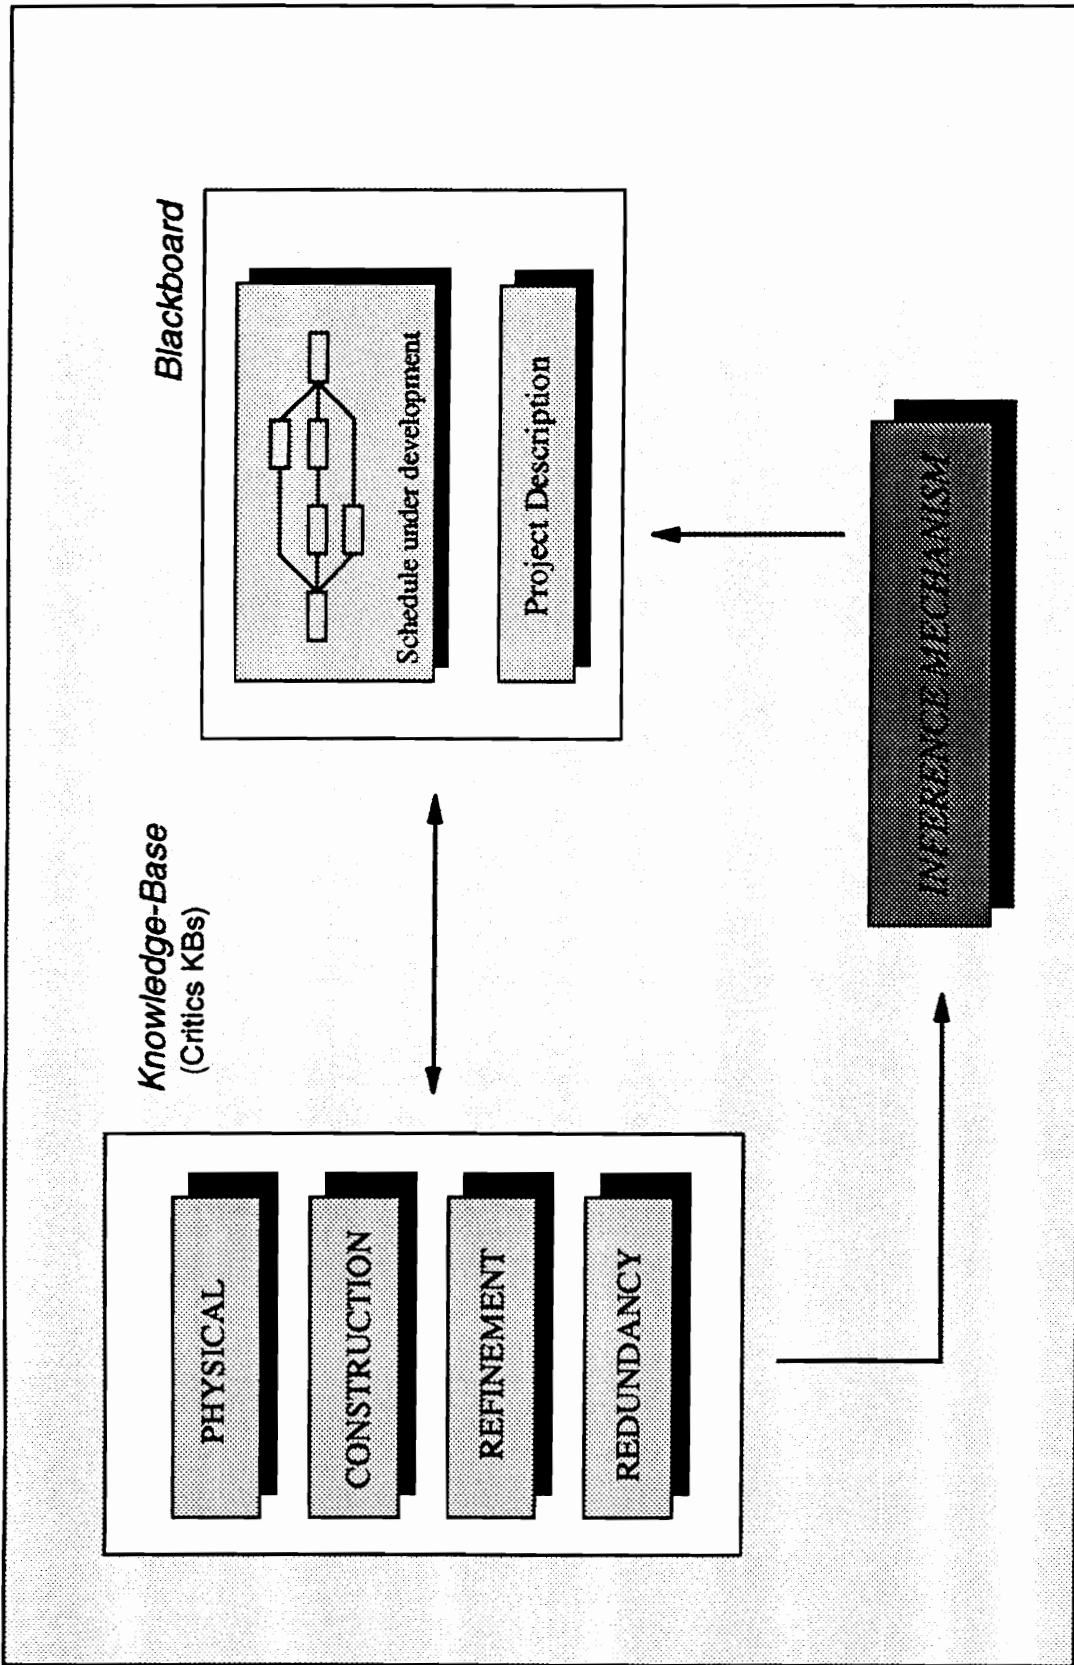 Knowledge-Base
(Critics KBs)
PHYSICAL
CONSTRUCTION
REFINEMENT
REDUNDANCY
Blackboard
Schedule under development
Project Description
INFERENCE MECHANISM